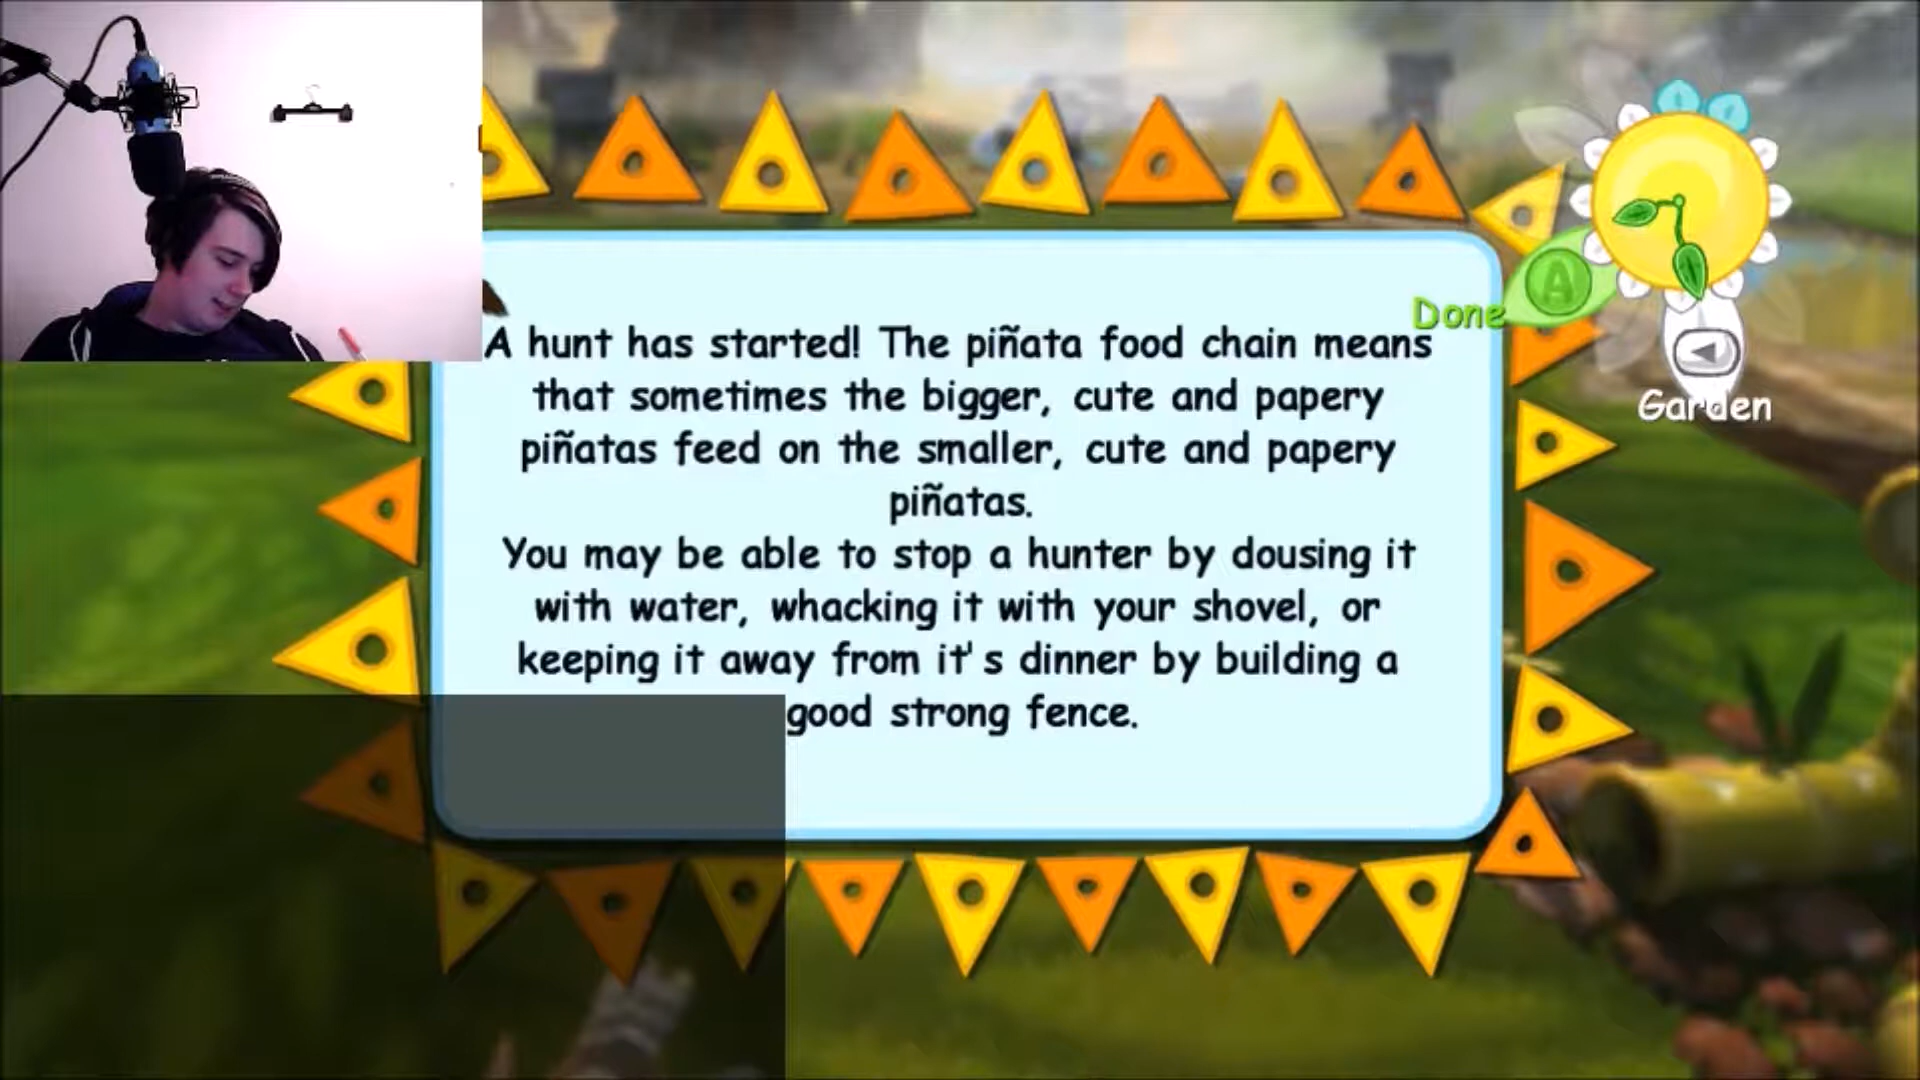 A hunt has started! The piñata food chain means
that sometimes the bigger, cute and papery
piñatas feed on the smaller, cute and papery
piñatas.
You may be able to stop a hunter by dousing it
with water, whacking it with your shovel, or
keeping it away from it's dinner by building a
good strong fence.
Done
A
Garden